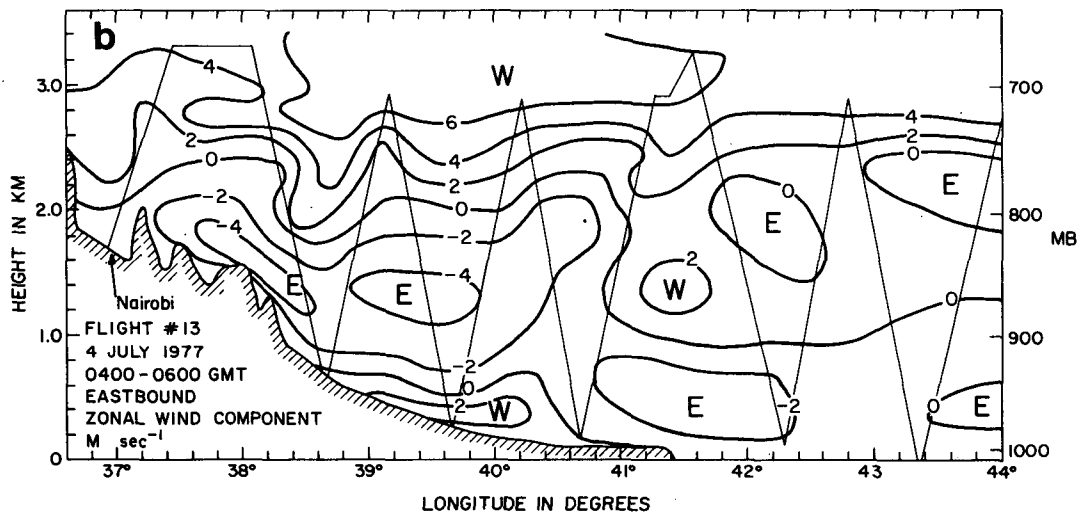 b
HEIGHT IN KM
3.0
2.0
1.0
0
700
800
900
1000
MB
4
2
0
-2
-4
E
W
6
4
2
0
-2
-4
E
-2
0
2
W
4
2
0
E
0
E
2
W
0
E
-2
0
E
Nairobi
FLIGHT #13
4 JULY 1977
0400-0600 GMT
EASTBOUND
ZONAL WIND COMPONENT
M sec⁻¹
37° 38° 39° 40° 41° 42° 43 44°
LONGITUDE IN DEGREES